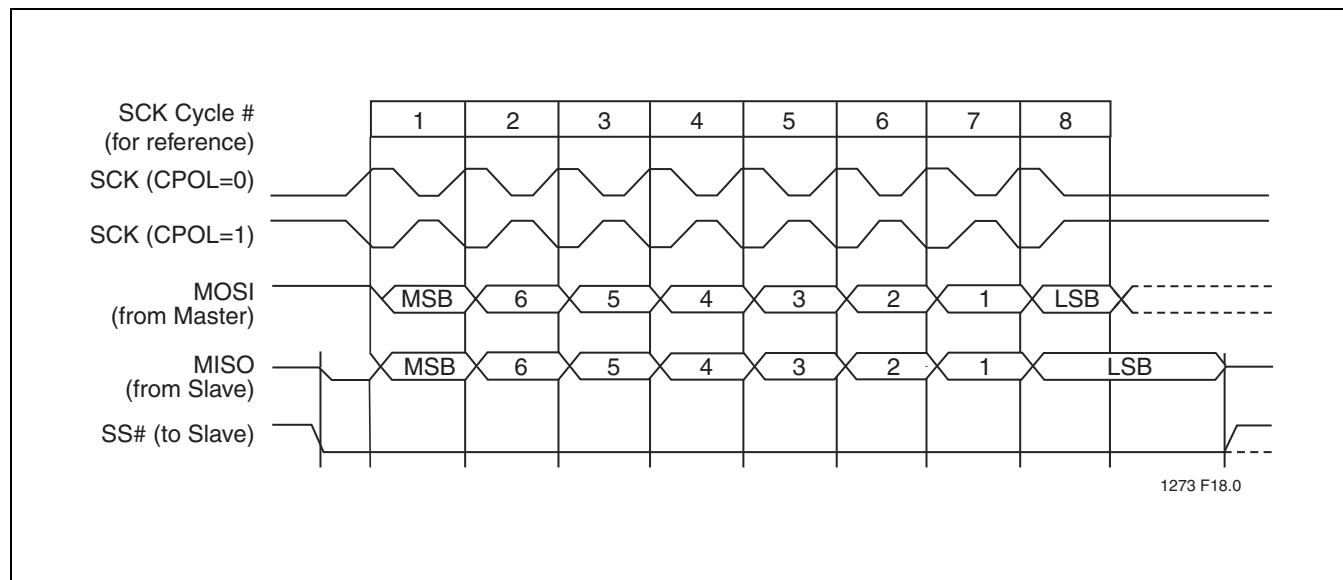 SCK Cycle #
(for reference)
1 2 3 4 5 6 7 8
SCK (CPOL=0)
SCK (CPOL=1)
MOSI
(from Master)
MSB 6 5 4 3 2 1 LSB
MISO
(from Slave)
MSB 6 5 4 3 2 1 LSB
SS# (to Slave)
1273 F18.0